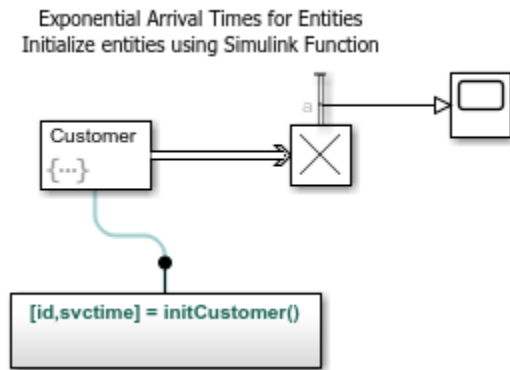 Exponential Arrival Times for Entities
Initialize entities using Simulink Function
a
Customer
{···}
[id,svctime] = initCustomer()